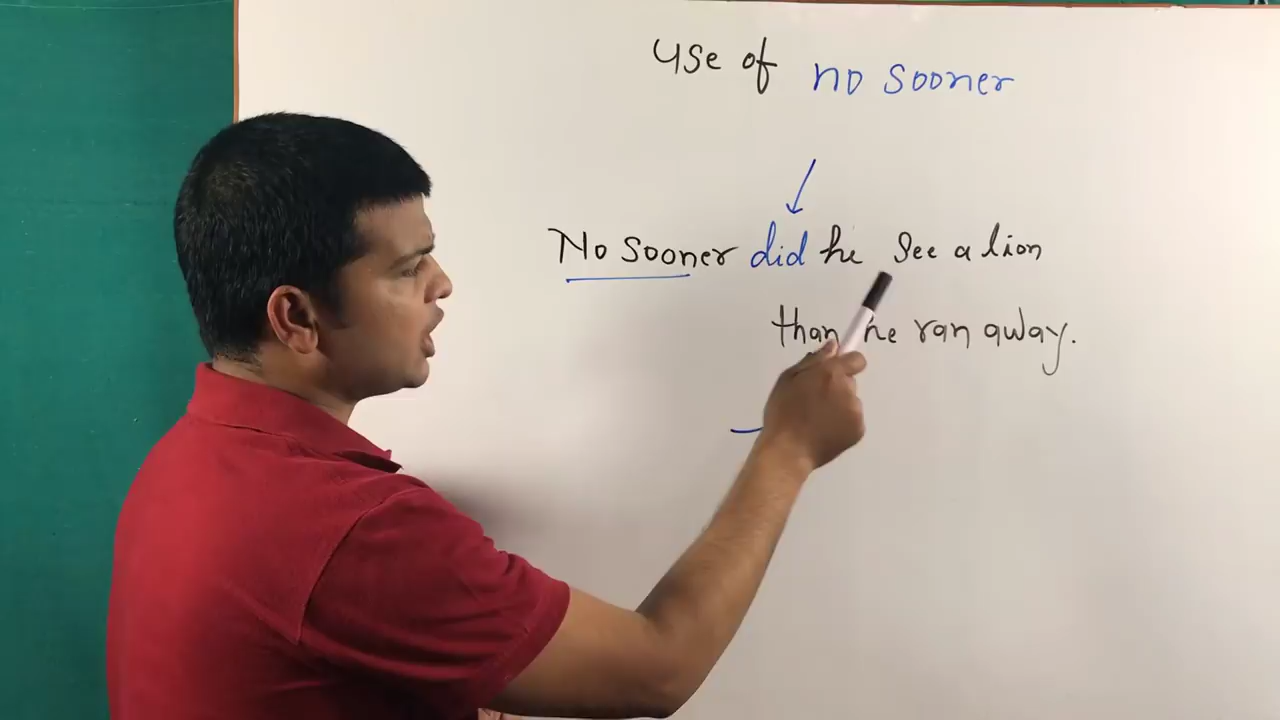 use of no sooner
No sooner did he see a lion
than he ran away.